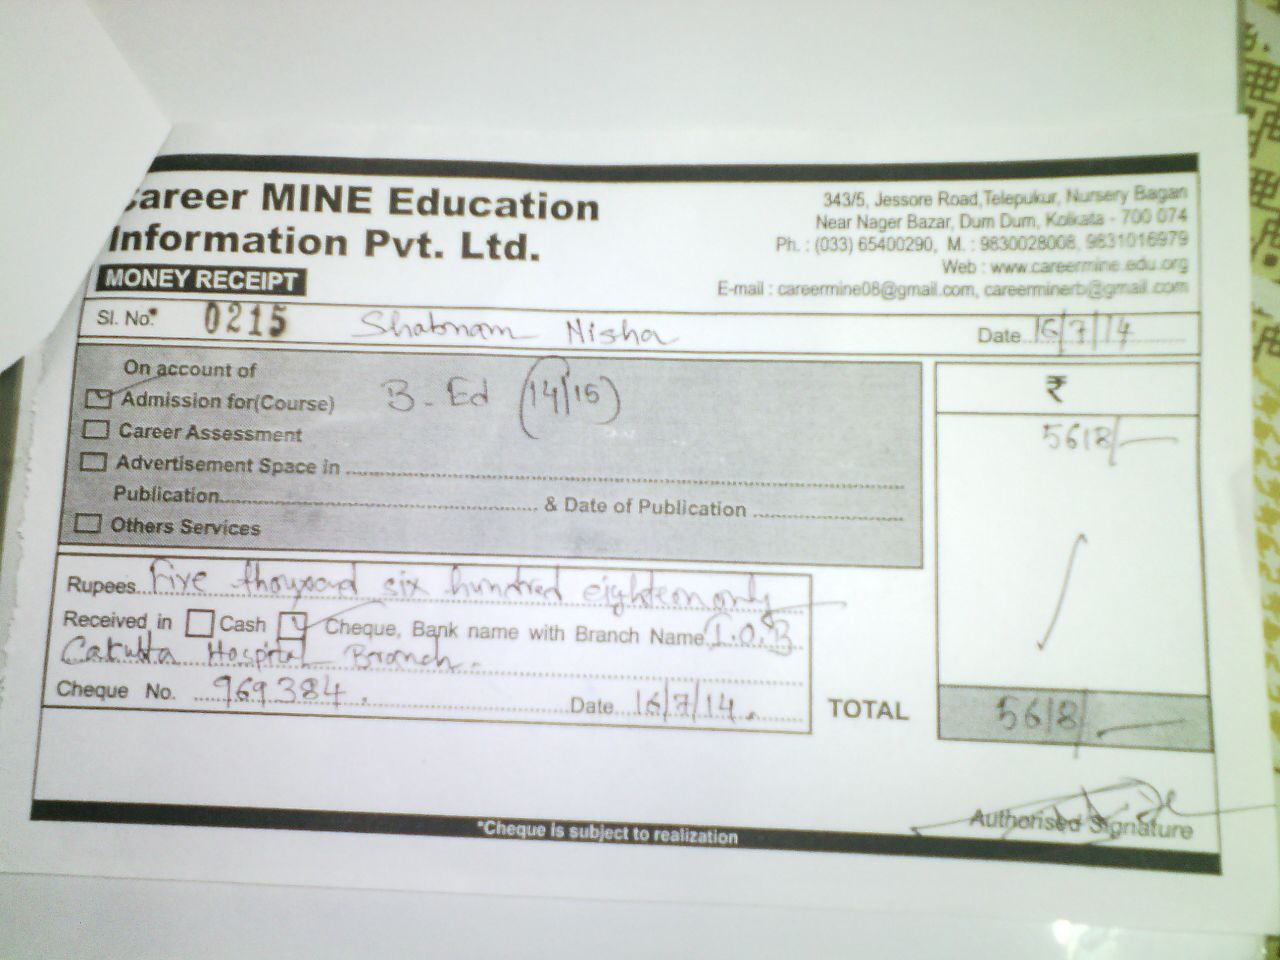 Career MINE Education
Information Pvt. Ltd.
MONEY RECEIPT
343/5, Jessore Road,Telepukur, Nursery Bagan
Near Nager Bazar, Dum Dum, Kolkata - 700 074
Ph. : (033) 65400290, M. : 9830028008, 9831016979
Web : www.careermine.edu.org
E-mail : careermine08@gmail.com, careerminerb@gmail.com
Sl. No. 0215 Shabnam Nisha Date 16/7/14
On account of
Admission for(Course) B. Ed (14/15)
Career Assessment
Advertisement Space in
Publication & Date of Publication
Others Services
₹
5618/-
Rupees Five thousand six hundred eighteen only
Received in Cash Cheque, Bank name with Branch Name I.O.B
Calcutta Hospital Branch.
Cheque No. 969384. Date 16/7/14.
TOTAL 5618/-
Authorised Signature
*Cheque is subject to realization